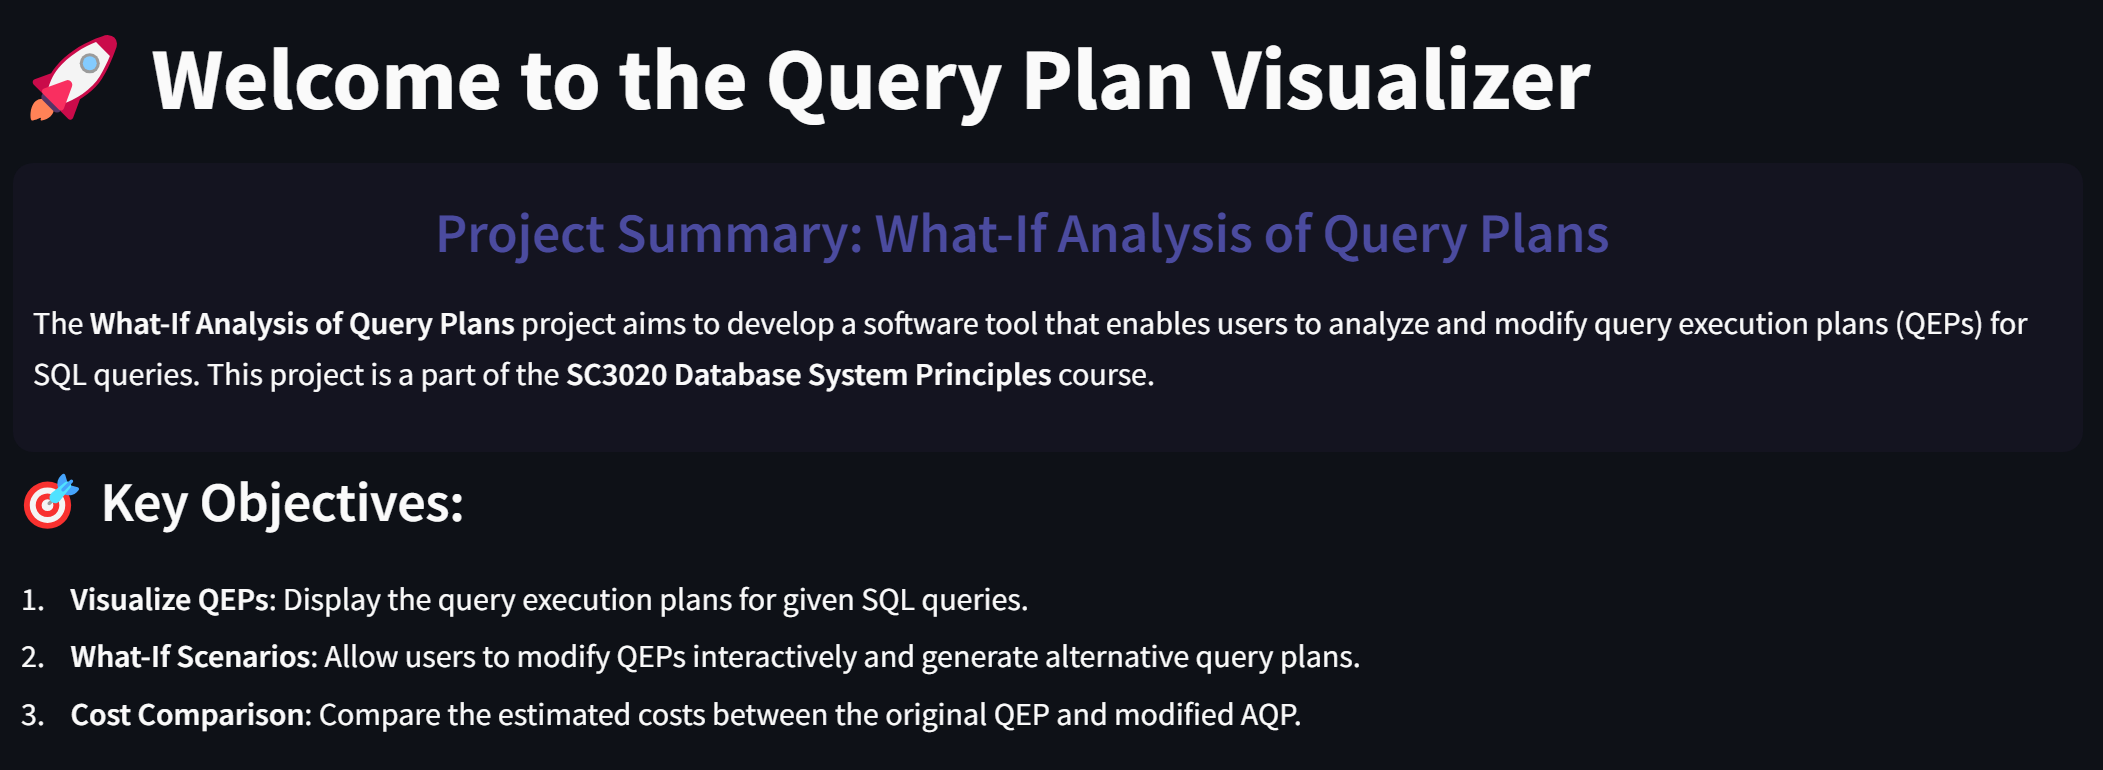 Welcome to the Query Plan Visualizer
Project Summary: What-If Analysis of Query Plans
The What-If Analysis of Query Plans project aims to develop a software tool that enables users to analyze and modify query execution plans (QEPs) for
SQL queries. This project is a part of the SC3020 Database System Principles course.
Key Objectives:
1. Visualize QEPs: Display the query execution plans for given SQL queries.
2. What-If Scenarios: Allow users to modify QEPs interactively and generate alternative query plans.
3. Cost Comparison: Compare the estimated costs between the original QEP and modified AQP.